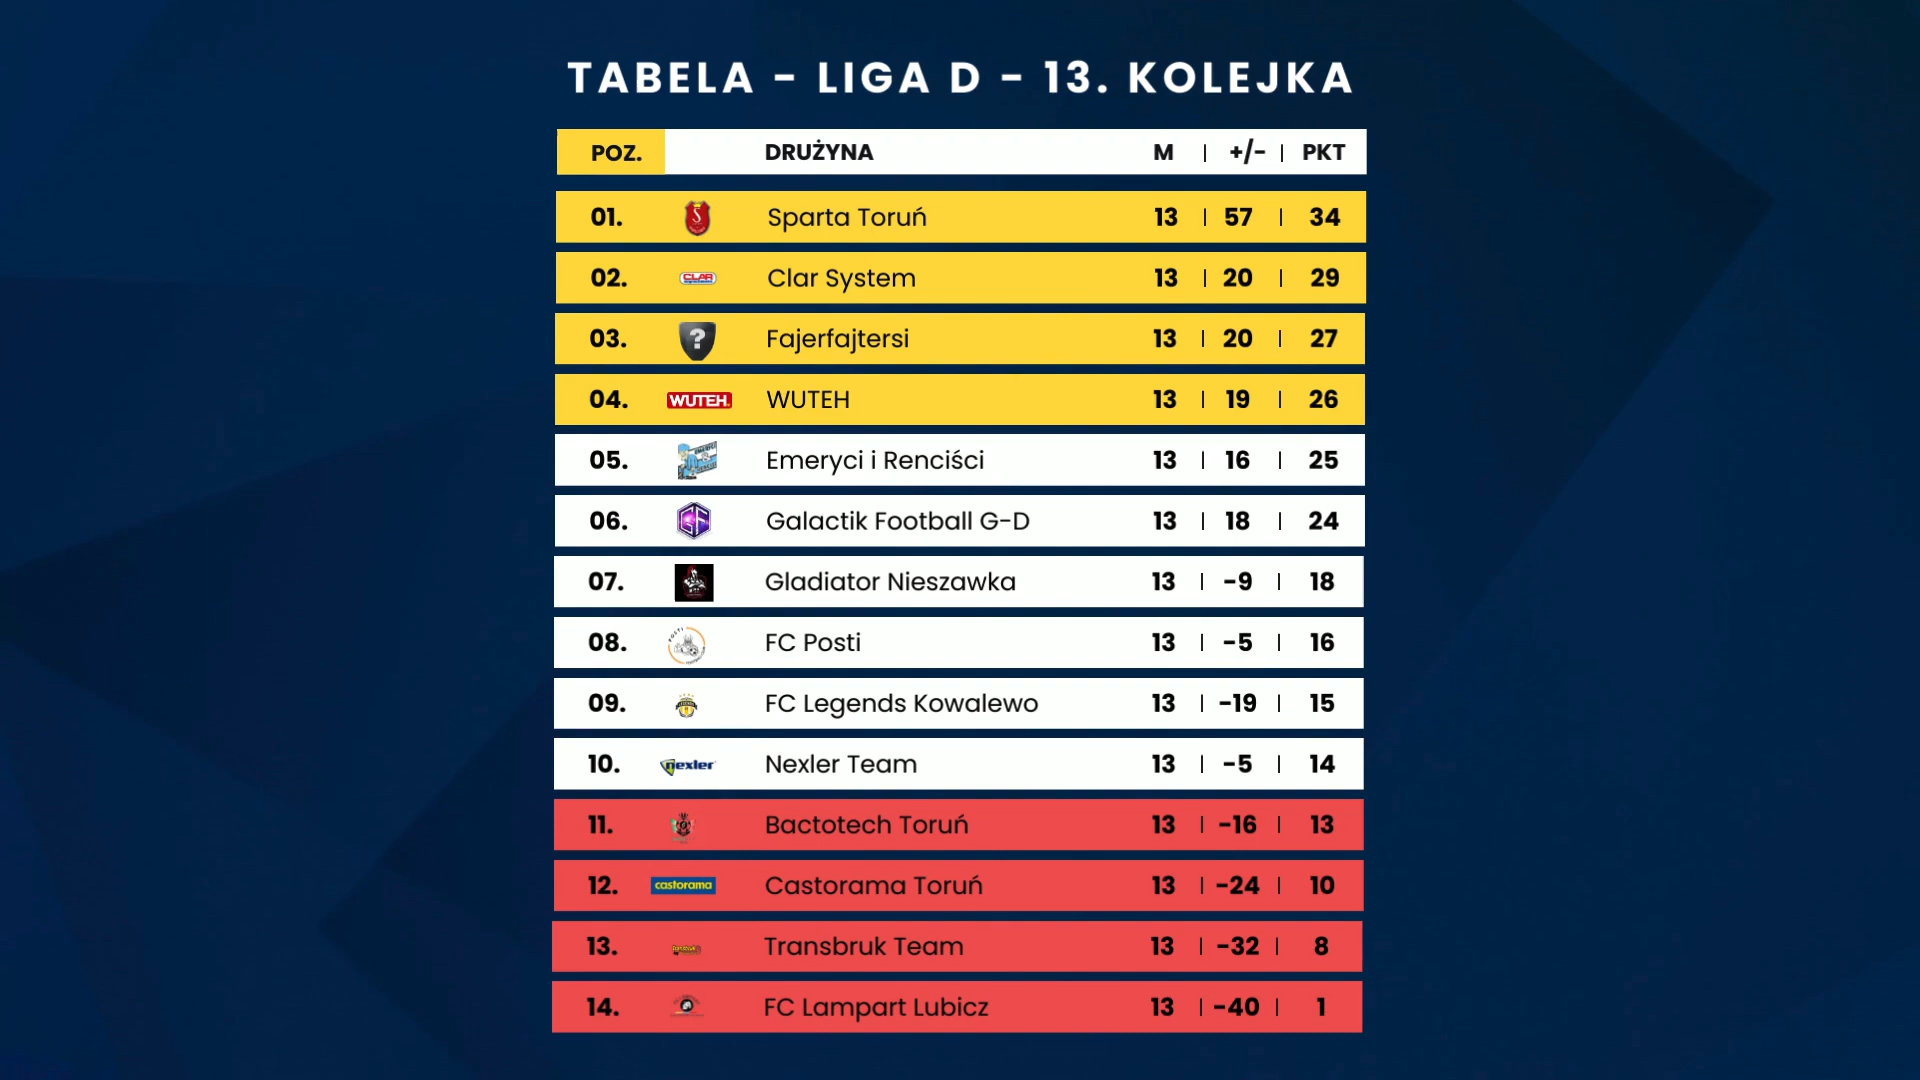 TABELA - LIGA D - 13. KOLEJKA
POZ. DRUŻYNA M | +/- | PKT
01. Sparta Toruń 13 | 57 | 34
02. CLAR Clar System 13 | 20 | 29
03. ? Fajerfajtersi 13 | 20 | 27
04. WUTEH WUTEH 13 | 19 | 26
05. Emeryci i Renciści 13 | 16 | 25
06. GF Galactik Football G-D 13 | 18 | 24
07. Gladiator Nieszawka 13 | -9 | 18
08. POSTI FC Posti 13 | -5 | 16
09. FC Legends Kowalewo 13 | -19 | 15
10. nexler Nexler Team 13 | -5 | 14
11. Bactotech Toruń 13 | -16 | 13
12. castorama Castorama Toruń 13 | -24 | 10
13. Transbruk Team 13 | -32 | 8
14. FC Lampart Lubicz 13 | -40 | 1